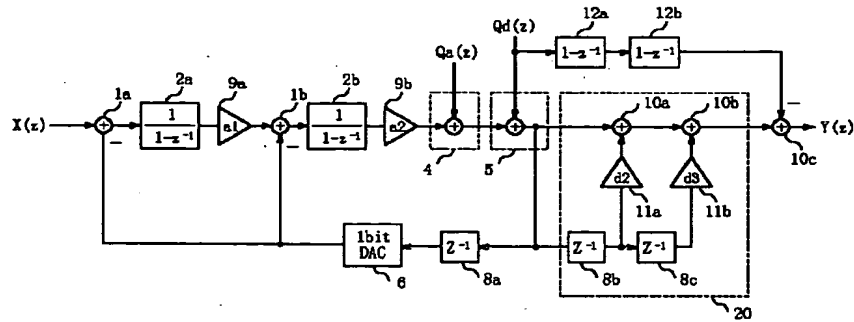 12a
12b
Qd(z)
1-z⁻¹
1-z⁻¹
Qa(z)
1a
2a
9a
1b
2b
9b
10a
10b
−
X(z)
1
1-z⁻¹
a1
1
1-z⁻¹
a2
Y(z)
−
−
4
5
10c
d2
d3
11a
11b
1bit
DAC
Z⁻¹
Z⁻¹
Z⁻¹
6
8a
8b
8c
20